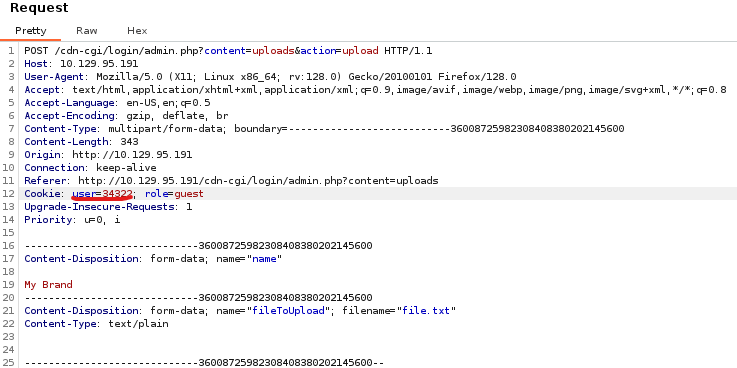 Request
Pretty Raw Hex
1 POST /cdn-cgi/login/admin.php?content=uploads&action=upload HTTP/1.1
2 Host: 10.129.95.191
3 User-Agent: Mozilla/5.0 (X11; Linux x86_64; rv:128.0) Gecko/20100101 Firefox/128.0
4 Accept: text/html,application/xhtml+xml,application/xml;q=0.9,image/avif,image/webp,image/png,image/svg+xml,*/*;q=0.8
5 Accept-Language: en-US,en;q=0.5
6 Accept-Encoding: gzip, deflate, br
7 Content-Type: multipart/form-data; boundary=---------------------------36008725982308408380202145600
8 Content-Length: 343
9 Origin: http://10.129.95.191
10 Connection: keep-alive
11 Referer: http://10.129.95.191/cdn-cgi/login/admin.php?content=uploads
12 Cookie: user=34322; role=guest
13 Upgrade-Insecure-Requests: 1
14 Priority: u=0, i
15
16 -----------------------------36008725982308408380202145600
17 Content-Disposition: form-data; name="name"
18
19 My Brand
20 -----------------------------36008725982308408380202145600
21 Content-Disposition: form-data; name="fileToUpload"; filename="file.txt"
22 Content-Type: text/plain
23
24
25 -----------------------------36008725982308408380202145600--